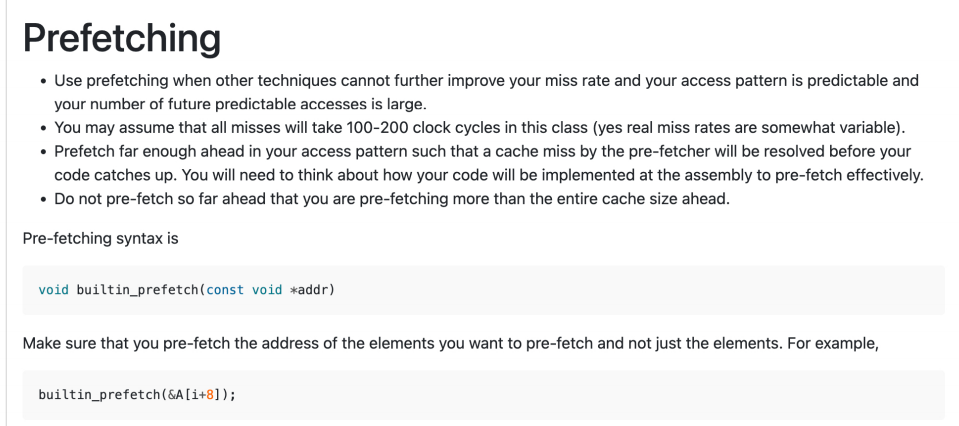 Prefetching
• Use prefetching when other techniques cannot further improve your miss rate and your access pattern is predictable and
your number of future predictable accesses is large.
• You may assume that all misses will take 100-200 clock cycles in this class (yes real miss rates are somewhat variable).
• Prefetch far enough ahead in your access pattern such that a cache miss by the pre-fetcher will be resolved before your
code catches up. You will need to think about how your code will be implemented at the assembly to pre-fetch effectively.
• Do not pre-fetch so far ahead that you are pre-fetching more than the entire cache size ahead.
Pre-fetching syntax is
void builtin_prefetch(const void *addr)
Make sure that you pre-fetch the address of the elements you want to pre-fetch and not just the elements. For example,
builtin_prefetch(&A[i+8]);